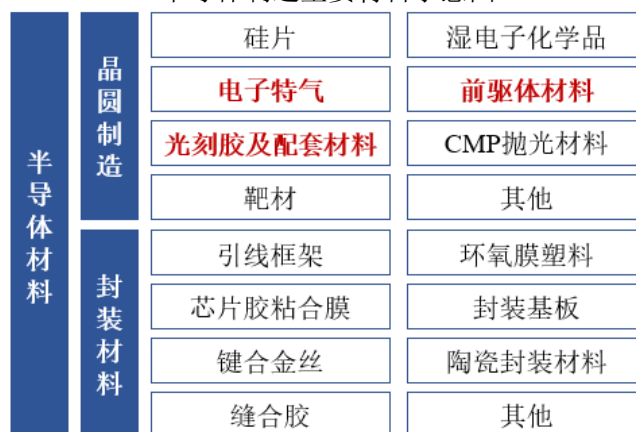 半导体材料
晶圆制造
硅片
湿电子化学品
电子特气
前驱体材料
光刻胶及配套材料
CMP抛光材料
靶材
其他
封装材料
引线框架
环氧膜塑料
芯片胶粘合膜
封装基板
键合金丝
陶瓷封装材料
缝合胶
其他